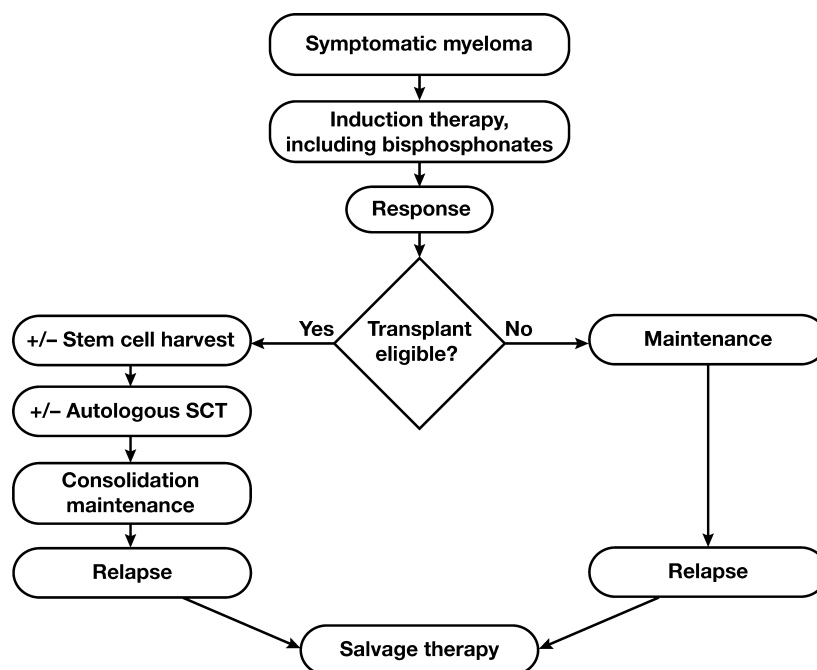 Symptomatic myeloma
Induction therapy,
including bisphosphonates
Response
Transplant
eligible?
Yes
No
+/– Stem cell harvest
+/– Autologous SCT
Consolidation
maintenance
Relapse
Maintenance
Relapse
Salvage therapy